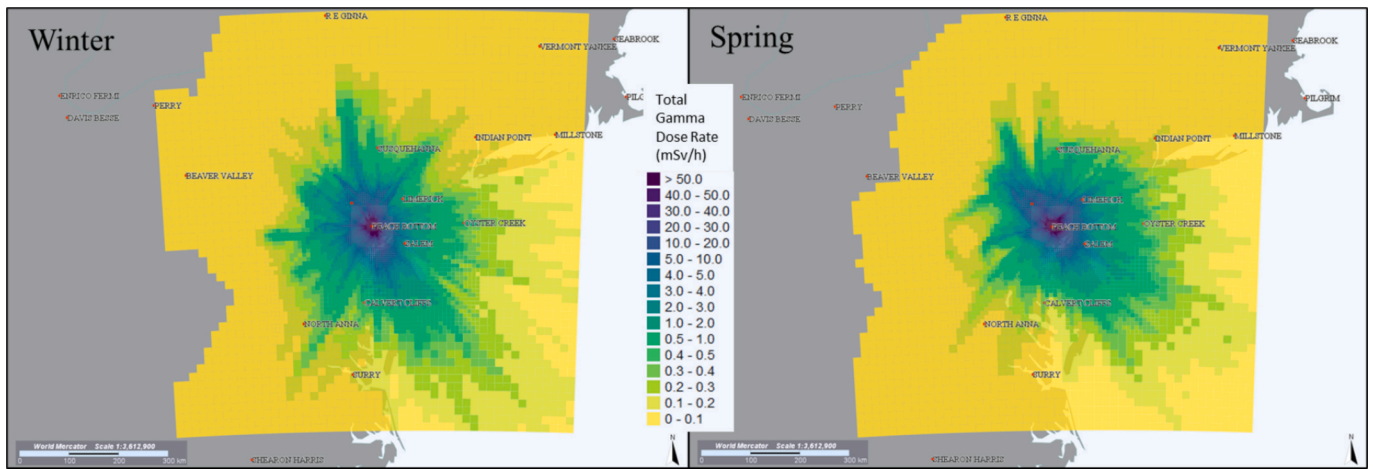 Winter
R E GINNA
VERMONT YANKEE
SEABROOK
ENRICO FERMI
PERRY
DAVIS BESSE
INDIAN POINT
MILLSTONE
SUSQUEHANNA
BEAVER VALLEY
OYSTER CREEK
PEACH BOTTOM
SALEM
CALVERT CLIFFS
NORTH ANNA
SURRY
World Mercator Scale 1:3,612,900
0 100 200 300 km
SHEARON HARRIS
N
Total
Gamma
Dose Rate
(mSv/h)
> 50.0
40.0 - 50.0
30.0 - 40.0
20.0 - 30.0
10.0 - 20.0
5.0 - 10.0
4.0 - 5.0
3.0 - 4.0
2.0 - 3.0
1.0 - 2.0
0.5 - 1.0
0.4 - 0.5
0.3 - 0.4
0.2 - 0.3
0.1 - 0.2
0 - 0.1
Spring
R E GINNA
VERMONT YANKEE
SEABROOK
ENRICO FERMI
PERRY
PILGRIM
DAVIS BESSE
INDIAN POINT
MILLSTONE
SUSQUEHANNA
BEAVER VALLEY
OYSTER CREEK
PEACH BOTTOM
SALEM
CALVERT CLIFFS
NORTH ANNA
SURRY
World Mercator Scale 1:3,612,900
0 100 200 300 km
SHEARON HARRIS
N